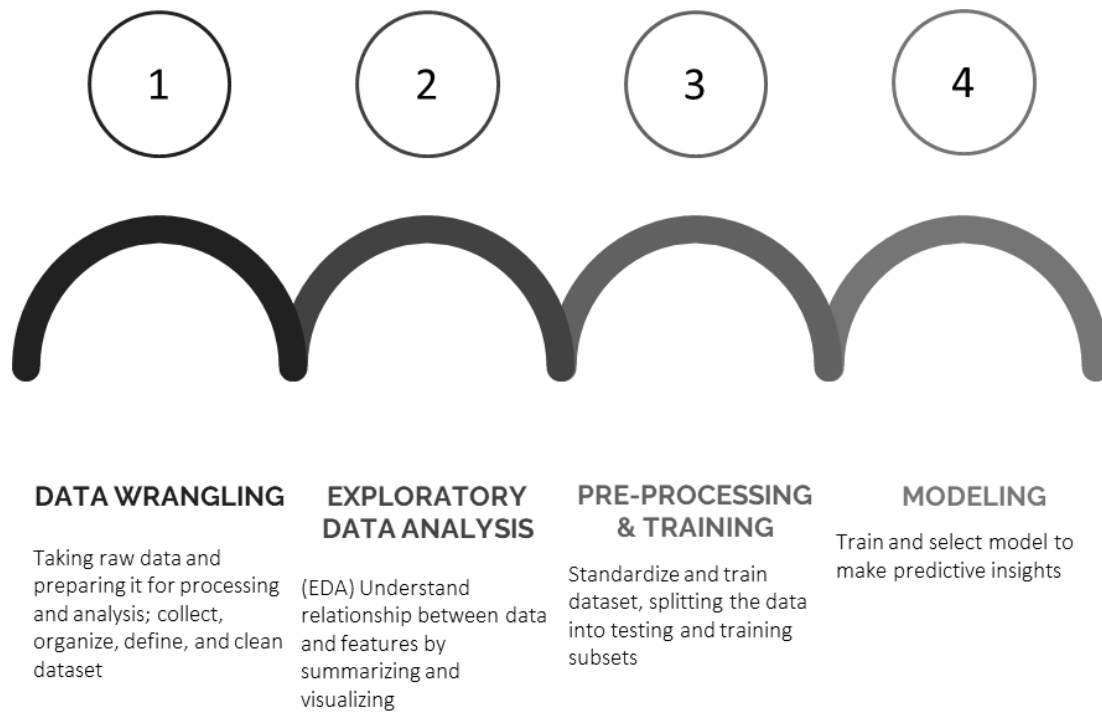 1
2
3
4
DATA WRANGLING
Taking raw data and
preparing it for processing
and analysis; collect,
organize, define, and clean
dataset
EXPLORATORY
DATA ANALYSIS
(EDA) Understand
relationship between data
and features by
summarizing and
visualizing
PRE-PROCESSING
& TRAINING
Standardize and train
dataset, splitting the data
into testing and training
subsets
MODELING
Train and select model to
make predictive insights